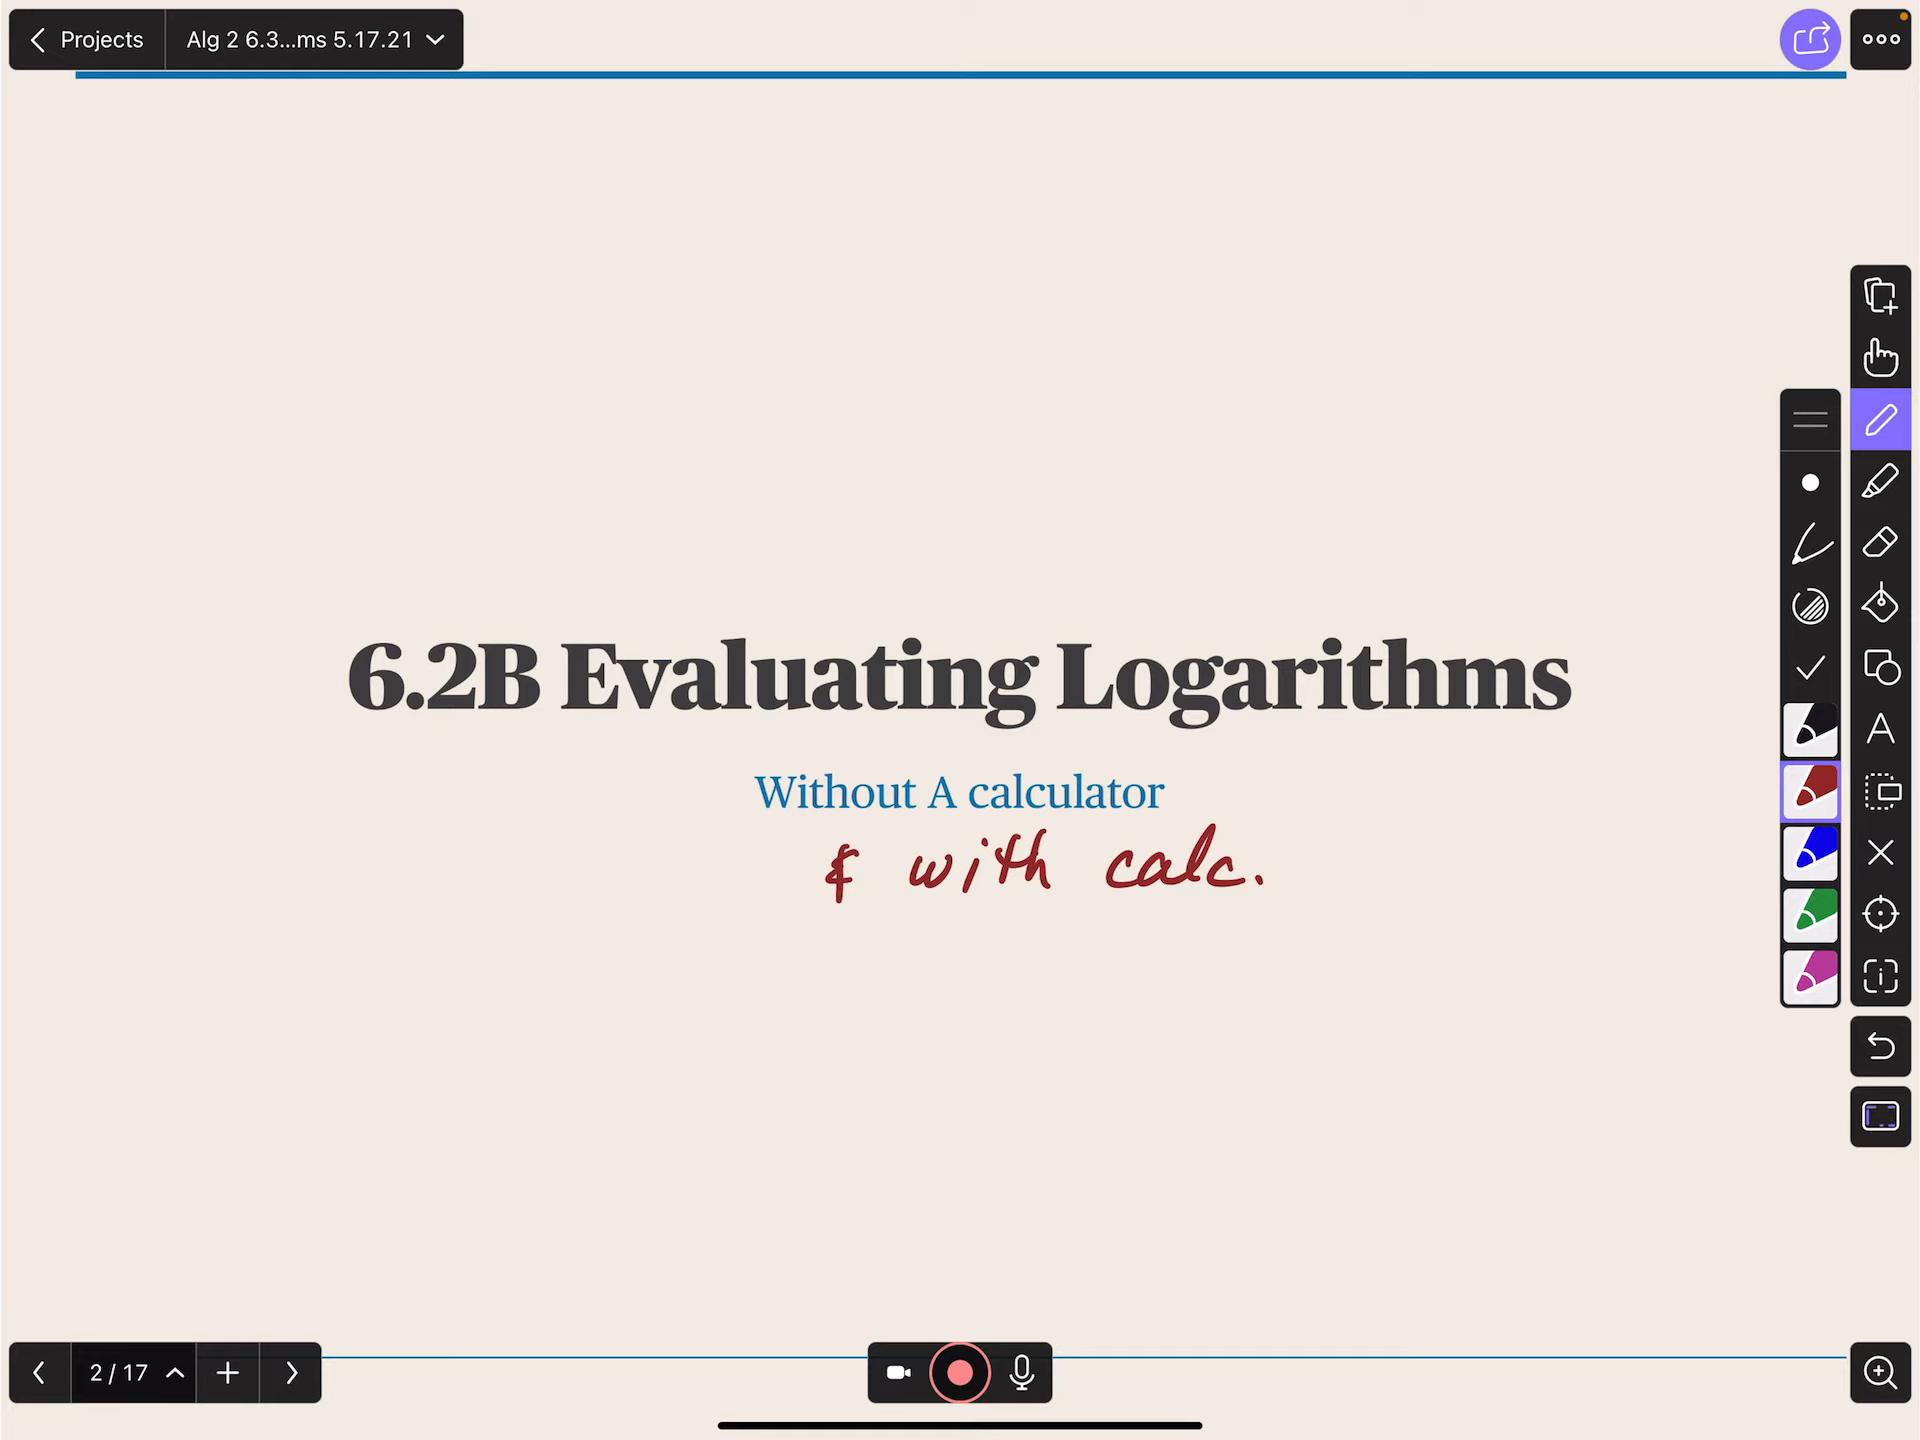 Projects
Alg 2 6.3...ms 5.17.21
6.2B Evaluating Logarithms
Without A calculator
& with calc.
2 / 17